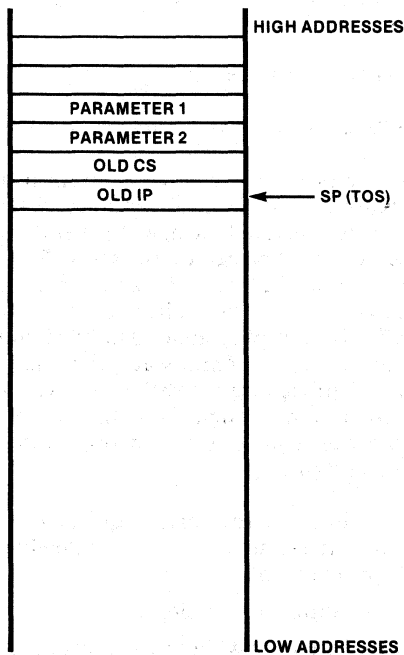 HIGH ADDRESSES
PARAMETER 1
PARAMETER 2
OLD CS
OLD IP
SP (TOS)
LOW ADDRESSES